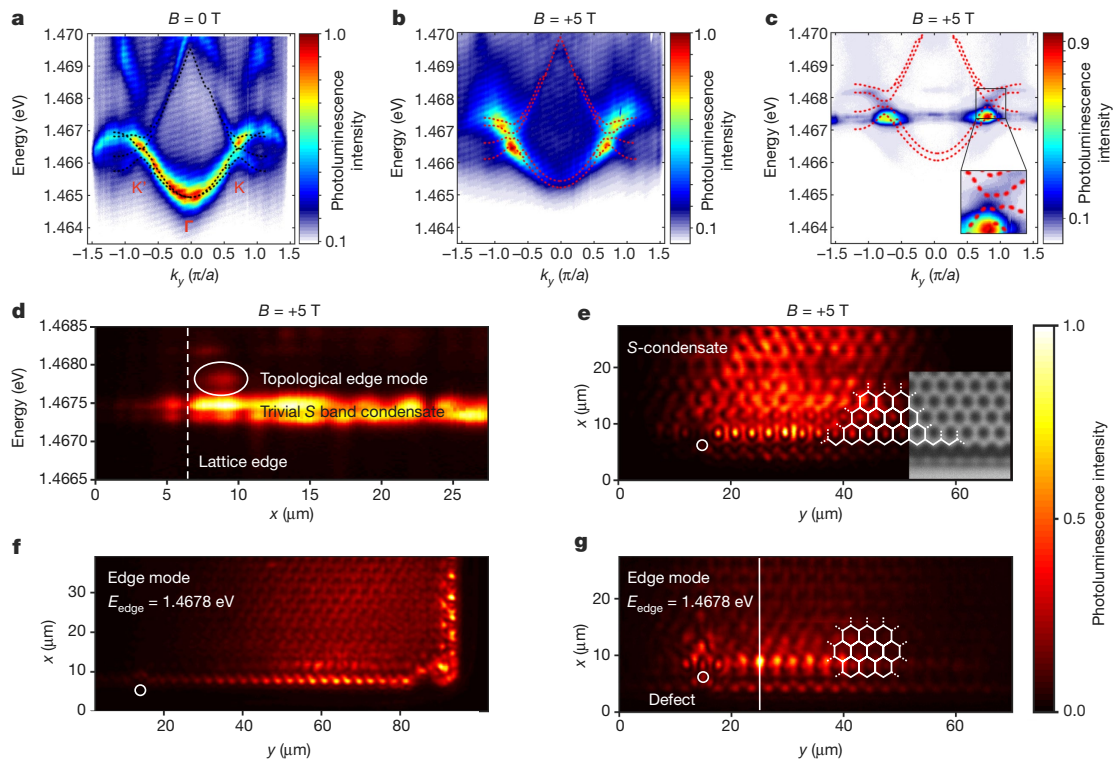 a
B = 0 T
Energy (eV)
1.470
1.469
1.468
1.467
1.466
1.465
1.464
K′
Γ
K
−1.5 −1.0 −0.5 0 0.5 1.0 1.5
k_y (π/a)
1.0
0.1
Photoluminescence
intensity
b
B = +5 T
Energy (eV)
1.470
1.469
1.468
1.467
1.466
1.465
1.464
−1.5 −1.0 −0.5 0 0.5 1.0 1.5
k_y (π/a)
1.0
0.1
Photoluminescence
intensity
c
B = +5 T
Energy (eV)
1.470
1.469
1.468
1.467
1.466
1.465
1.464
−1.5 −1.0 −0.5 0 0.5 1.0 1.5
k_y (π/a)
0.9
0.1
Photoluminescence
intensity
d
B = +5 T
Energy (eV)
1.4685
1.4680
1.4675
1.4670
1.4665
Topological edge mode
Trivial S band condensate
Lattice edge
0 5 10 15 20 25
x (μm)
e
B = +5 T
S-condensate
x (μm)
20
10
0
0 20 40 60
y (μm)
f
Edge mode
E_edge = 1.4678 eV
x (μm)
30
20
10
0
20 40 60 80
y (μm)
g
Edge mode
E_edge = 1.4678 eV
Defect
x (μm)
20
10
0
0 20 40 60
y (μm)
1.0
0.5
0.0
Photoluminescence intensity